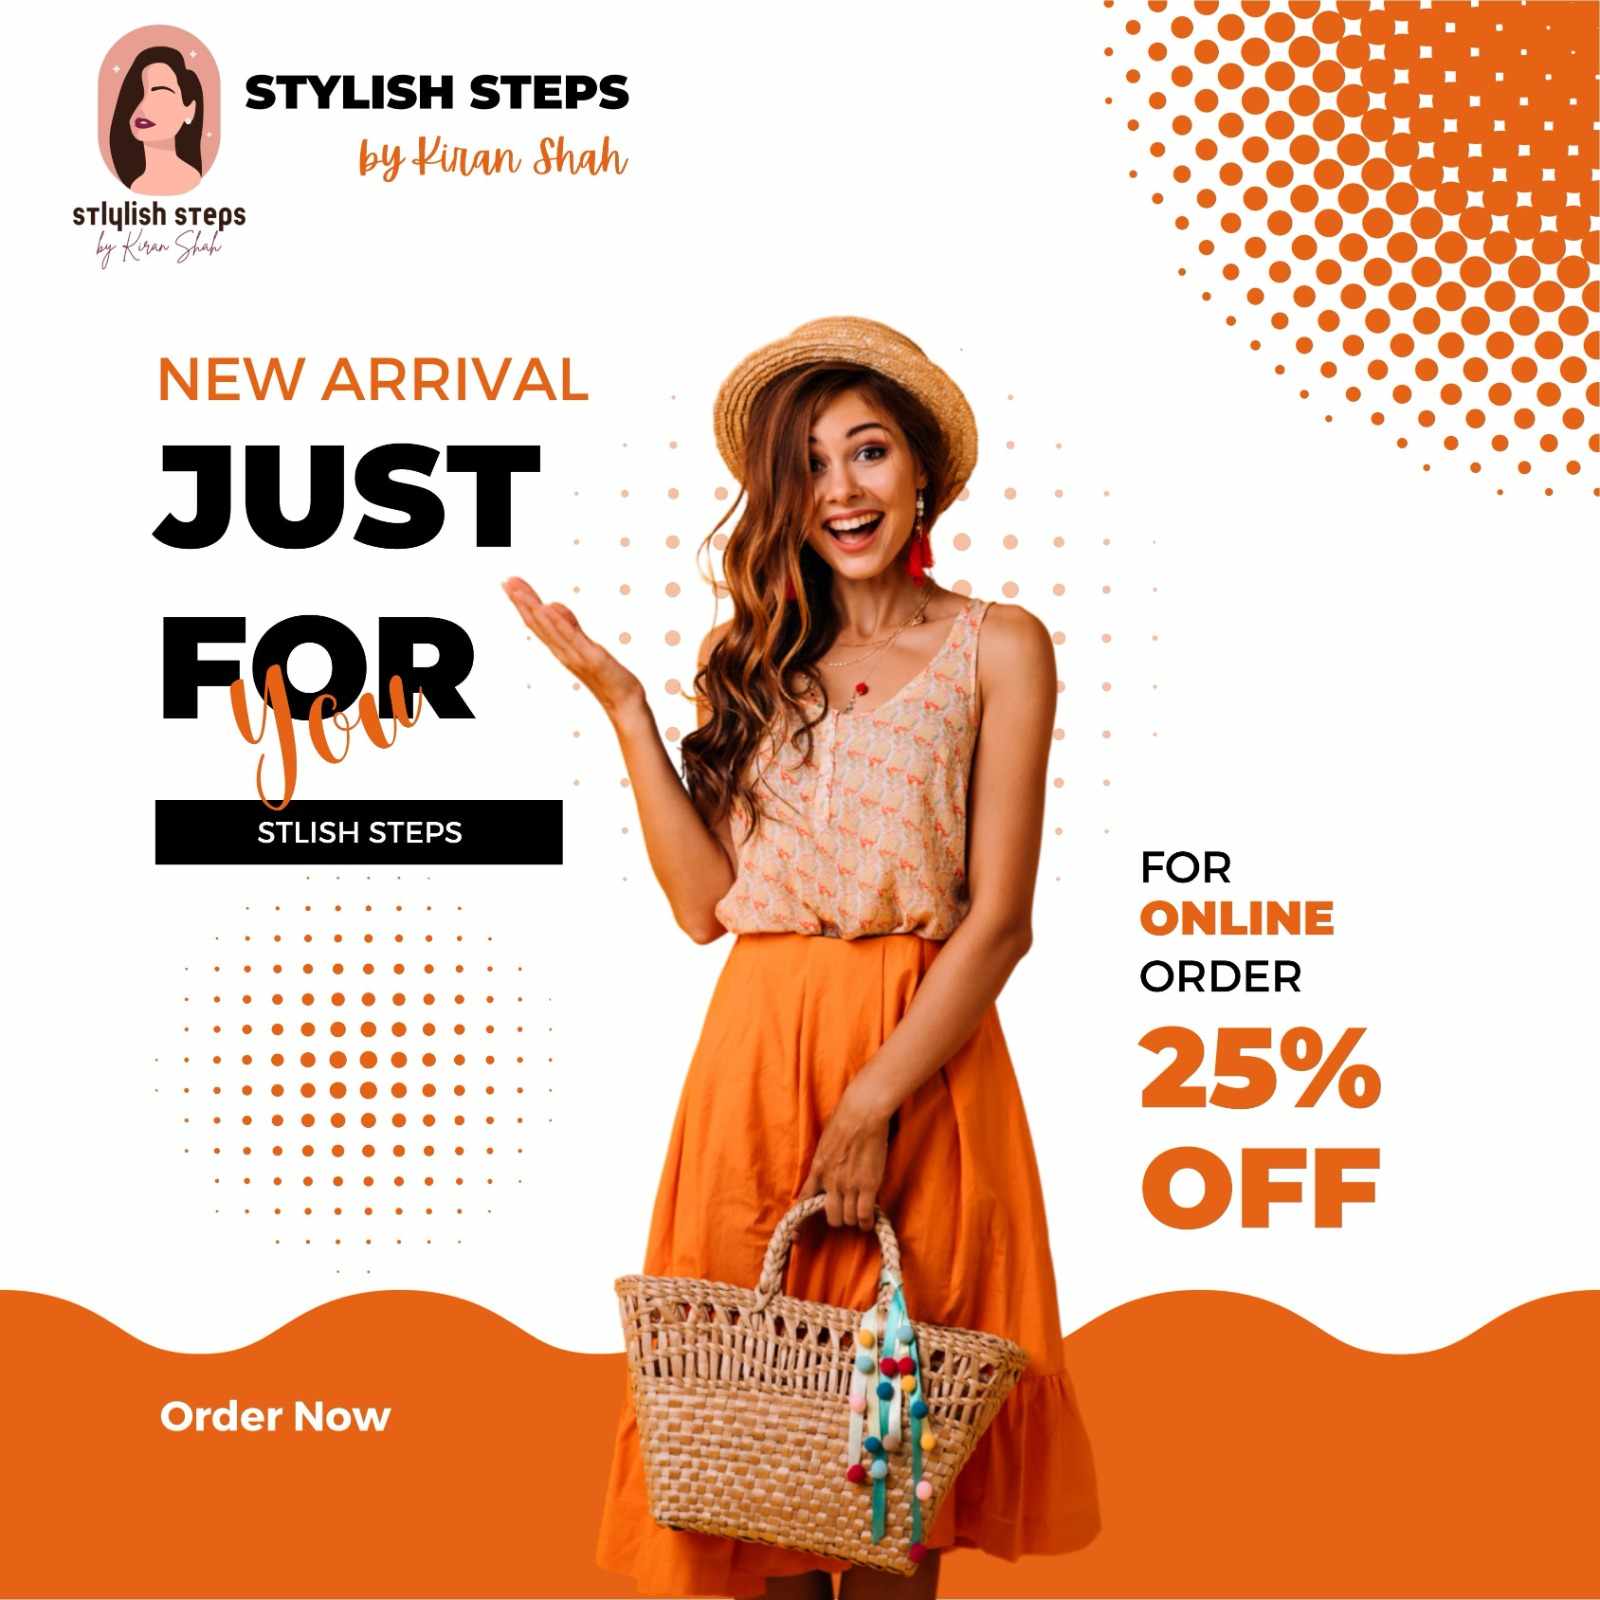 STYLISH STEPS
by Kiran Shah
sTlylish sTeps
by Kiran Shah
NEW ARRIVAL
JUST
FOR
You
STLISH STEPS
FOR
ONLINE
ORDER
25%
OFF
Order Now